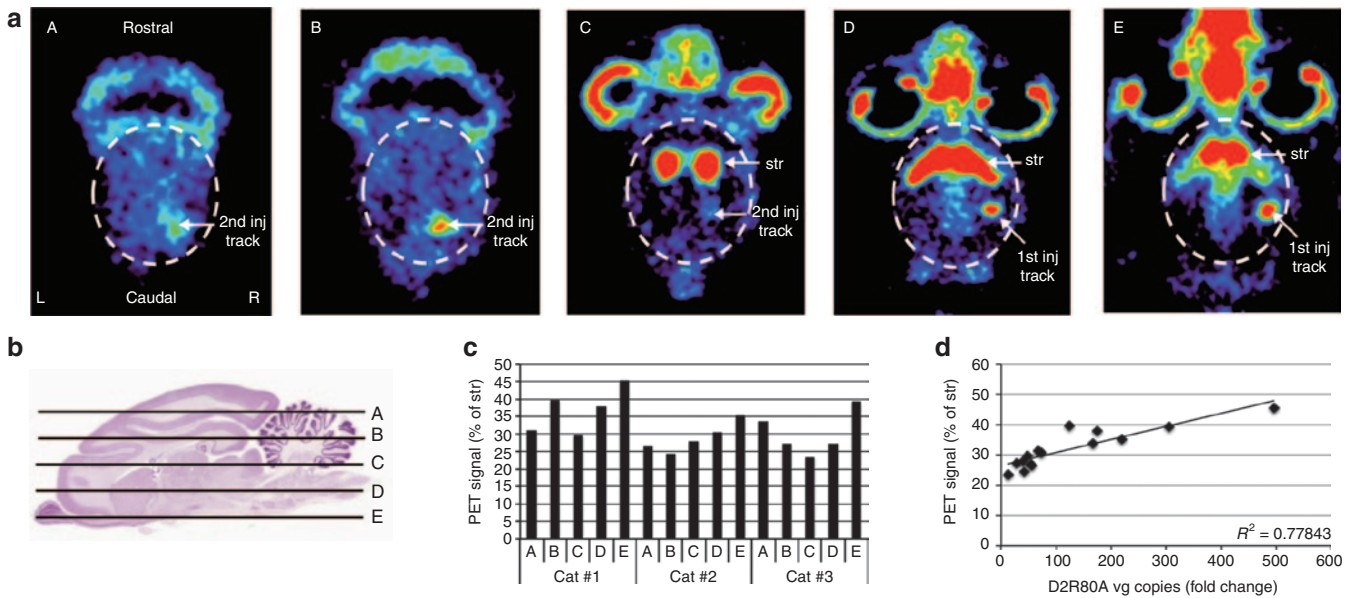 a
A
Rostral
2nd inj
track
L
Caudal
R
B
2nd inj
track
C
str
2nd inj
track
D
str
1st inj
track
E
str
1st inj
track
b
A
B
C
D
E
c
PET signal (% of str)
50
45
40
35
30
25
20
15
10
5
0
A B C D E A B C D E A B C D E
Cat #1 Cat #2 Cat #3
d
PET signal (% of str)
60
50
40
30
20
10
0
R² = 0.77843
0 100 200 300 400 500 600
D2R80A vg copies (fold change)